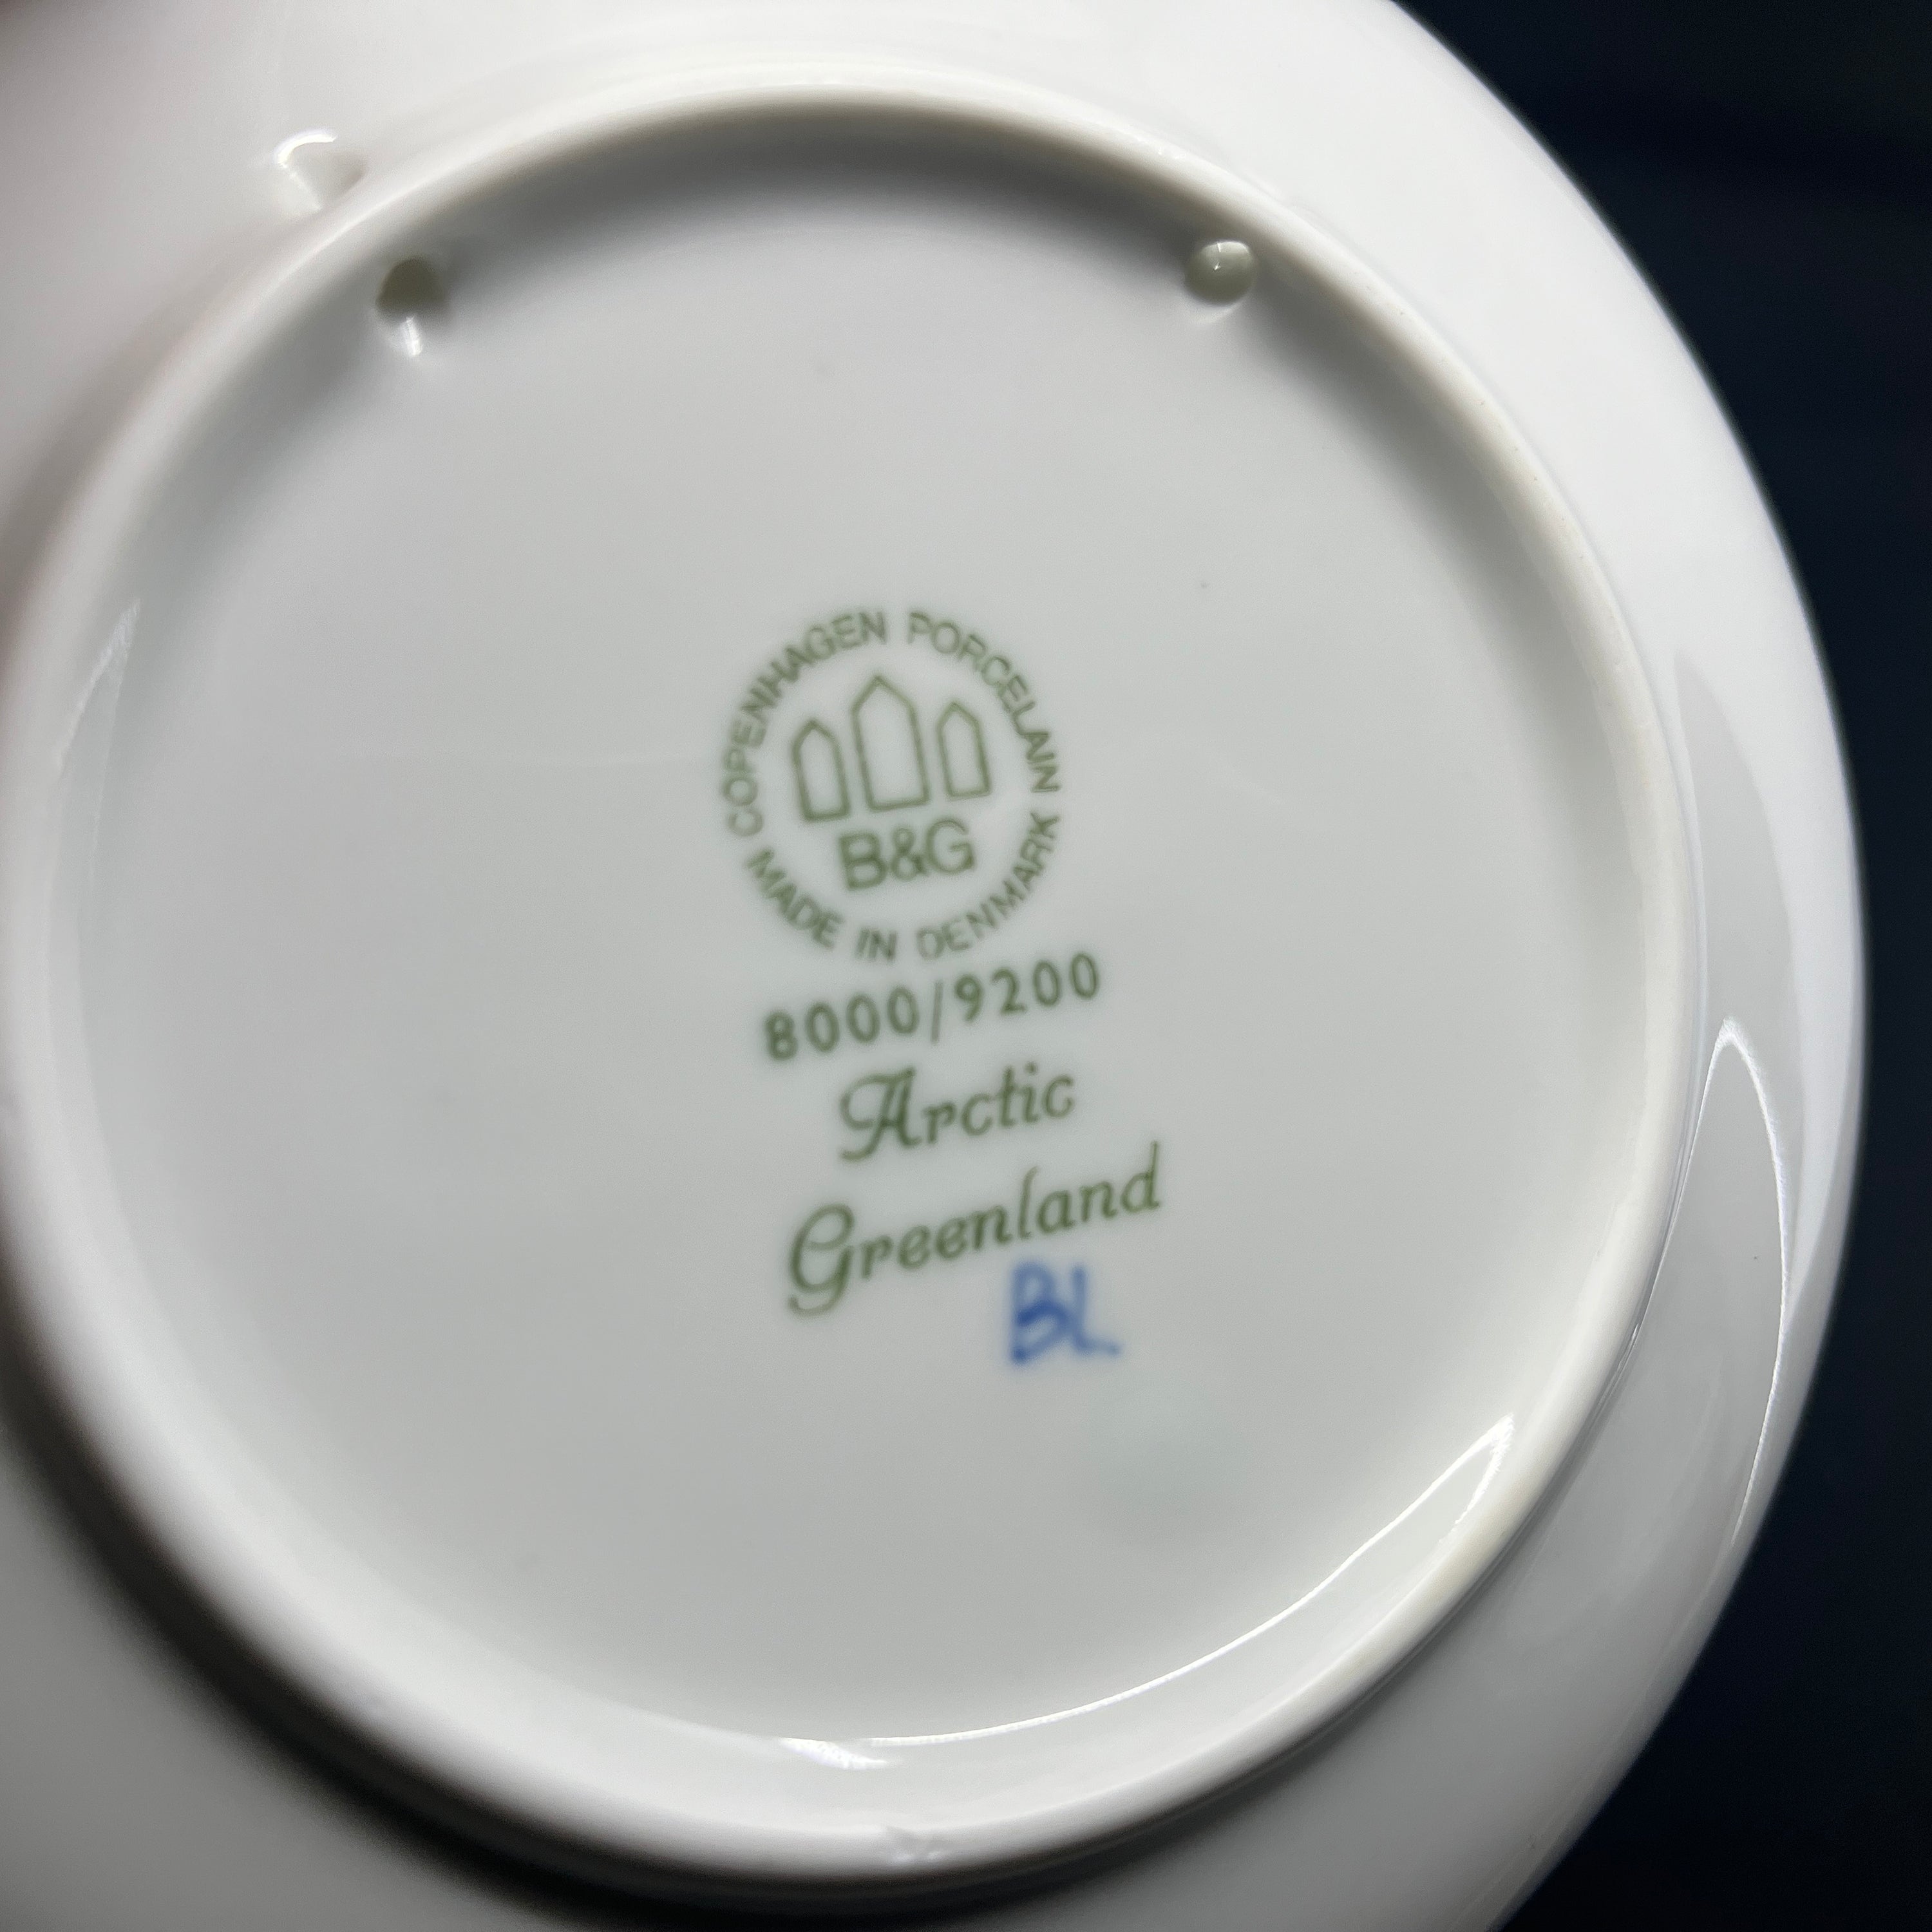 COPENHAGEN PORCELAIN
B&G
MADE IN DENMARK
8000/9200
Arctic
Greenland
BL.